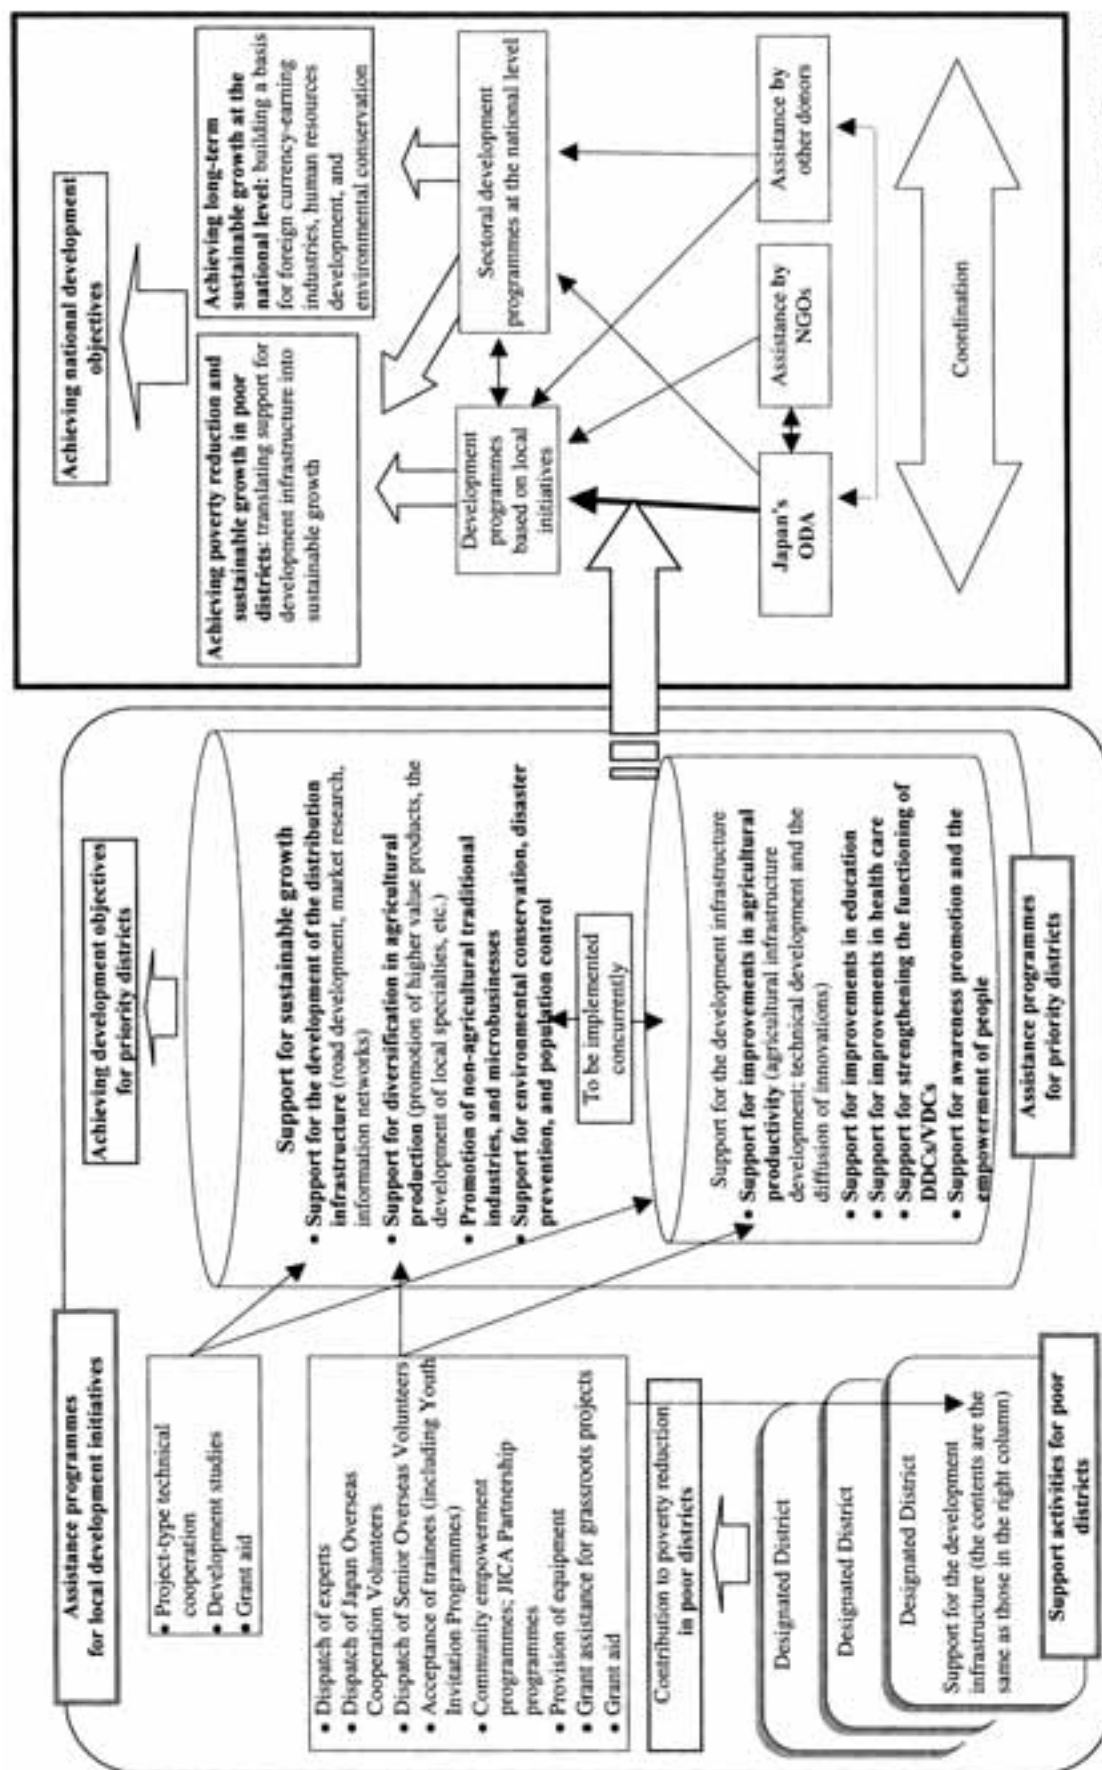 Assistance programmes
for local development initiatives
● Project-type technical
cooperation
● Development studies
● Grant aid
● Dispatch of experts
● Dispatch of Japan Overseas
Cooperation Volunteers
● Dispatch of Senior Overseas Volunteers
● Acceptance of trainees (including Youth
Invitation Programmes)
● Community empowerment
programmes; JICA Partnership
programmes
● Provision of equipment
● Grant assistance for grassroots projects
● Grant aid
Contribution to poverty reduction
in poor districts
Designated District
Designated District
Designated District
Support for the development
infrastructure (the contents are the
same as those in the right column)
Support activities for poor
districts
Achieving development objectives
for priority districts
Support for sustainable growth
● Support for the development of the distribution
infrastructure (road development, market research,
information networks)
● Support for diversification in agricultural
production (promotion of higher value products, the
development of local specialties, etc.)
● Promotion of non-agricultural traditional
industries, and microbusinesses
● Support for environmental conservation, disaster
prevention, and population control
To be implemented
concurrently
Support for the development infrastructure
● Support for improvements in agricultural
productivity (agricultural infrastructure
development; technical development and the
diffusion of innovations)
● Support for improvements in education
● Support for improvements in health care
● Support for strengthening the functioning of
DDCs/VDCs
● Support for awareness promotion and the
empowerment of people
Assistance programmes
for priority districts
Achieving national development
objectives
Achieving poverty reduction and
sustainable growth in poor
districts: translating support for
development infrastructure into
sustainable growth
Achieving long-term
sustainable growth at the
national level: building a basis
for foreign currency-earning
industries, human resources
development, and
environmental conservation
Development
programmes
based on local
initiatives
Sectoral development
programmes at the national level
Japan's
ODA
Assistance by
NGOs
Assistance by
other donors
Coordination